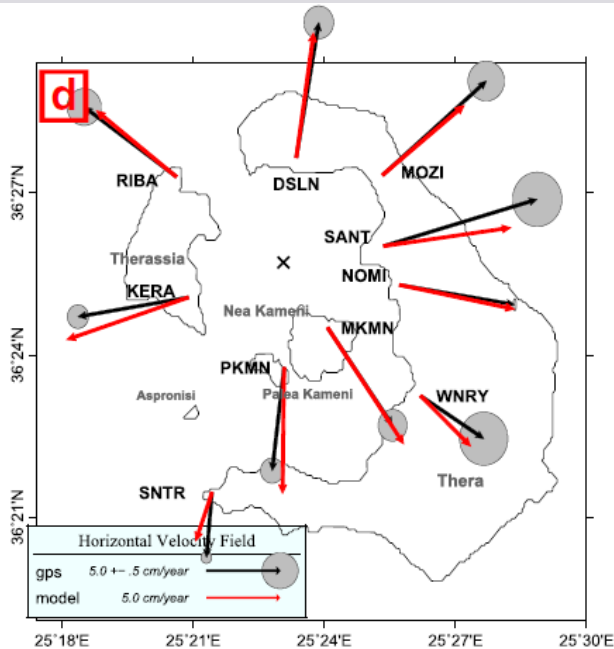 d
RIBA
DSLN
MOZI
36°27'N
SANT
Therassia
NOMI
KERA
Nea Kameni
MKMN
36°24'N
PKMN
Palea Kameni
WNRY
Aspronisi
Thera
SNTR
36°21'N
Horizontal Velocity Field
gps 5.0 +− .5 cm/year
model 5.0 cm/year
25°18'E 25°21'E 25°24'E 25°27'E 25°30'E